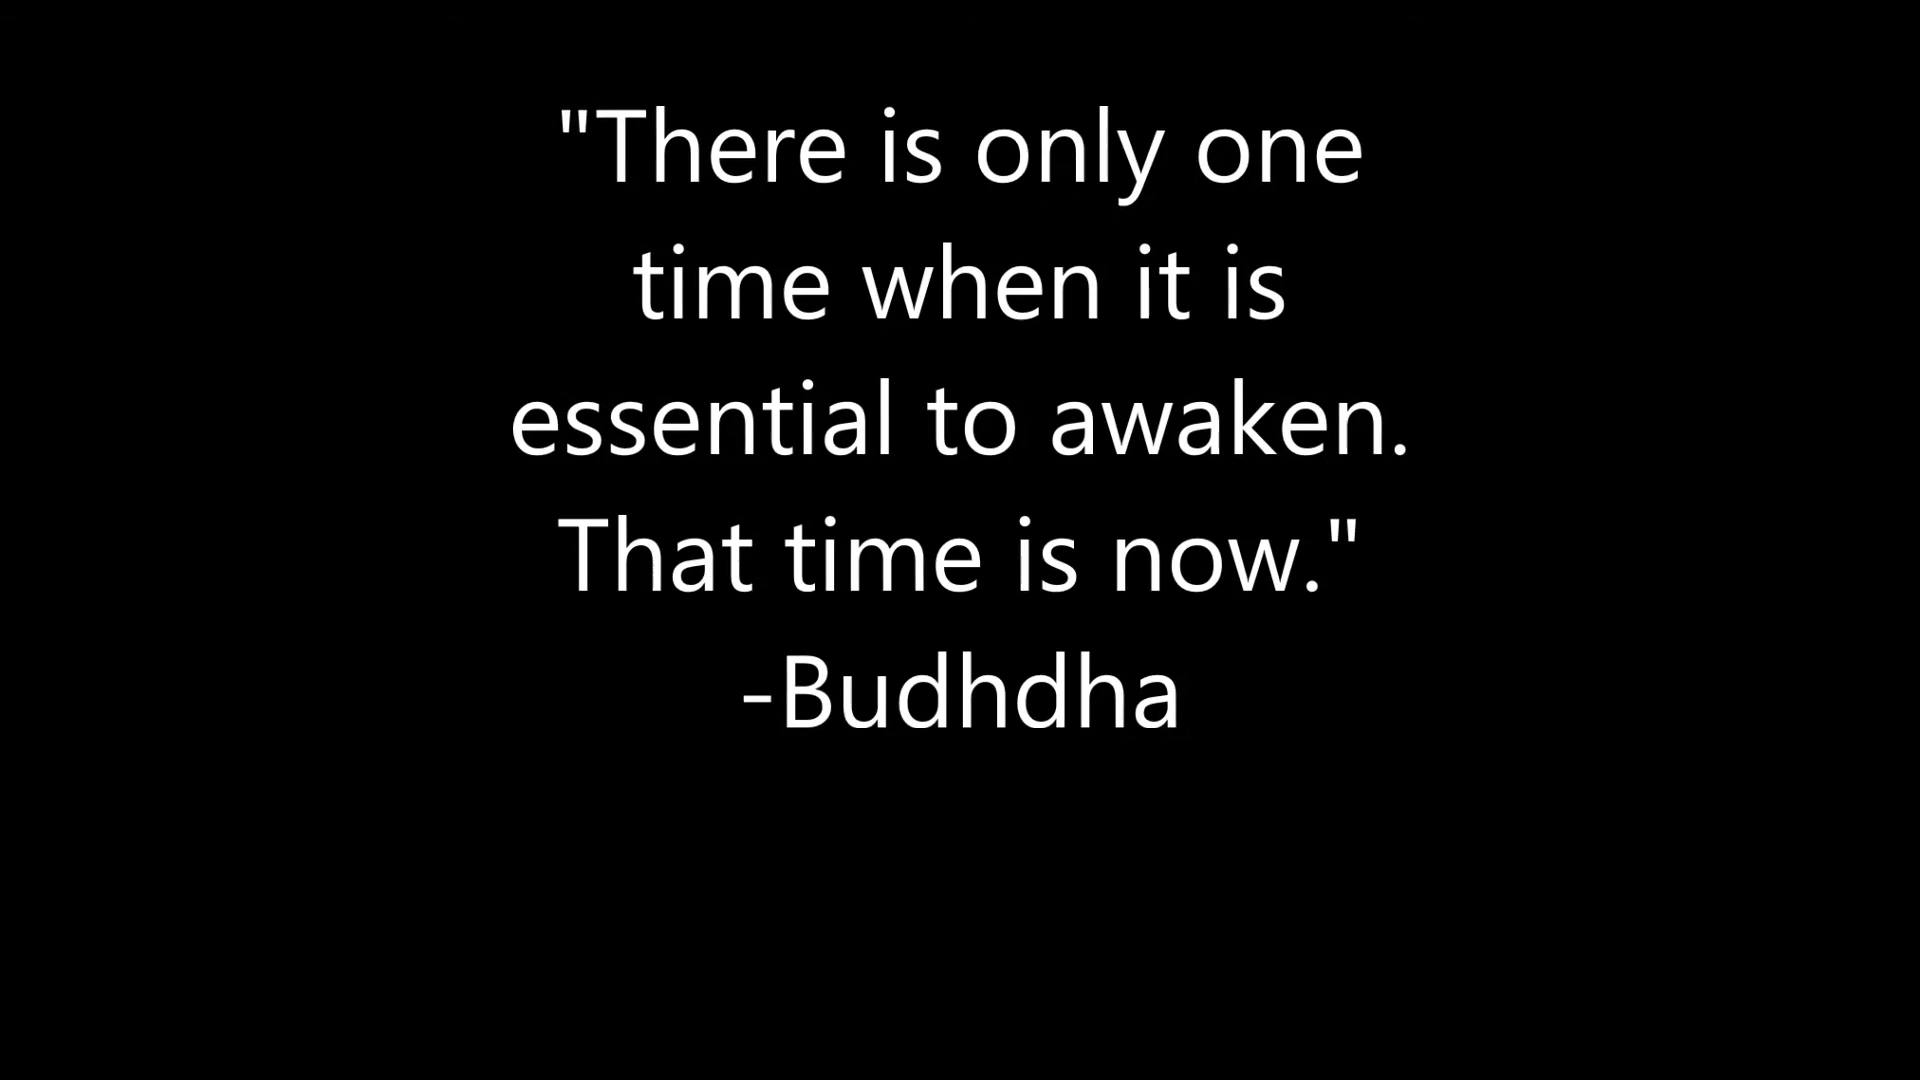 "There is only one
time when it is
essential to awaken.
That time is now."
-Budhdha